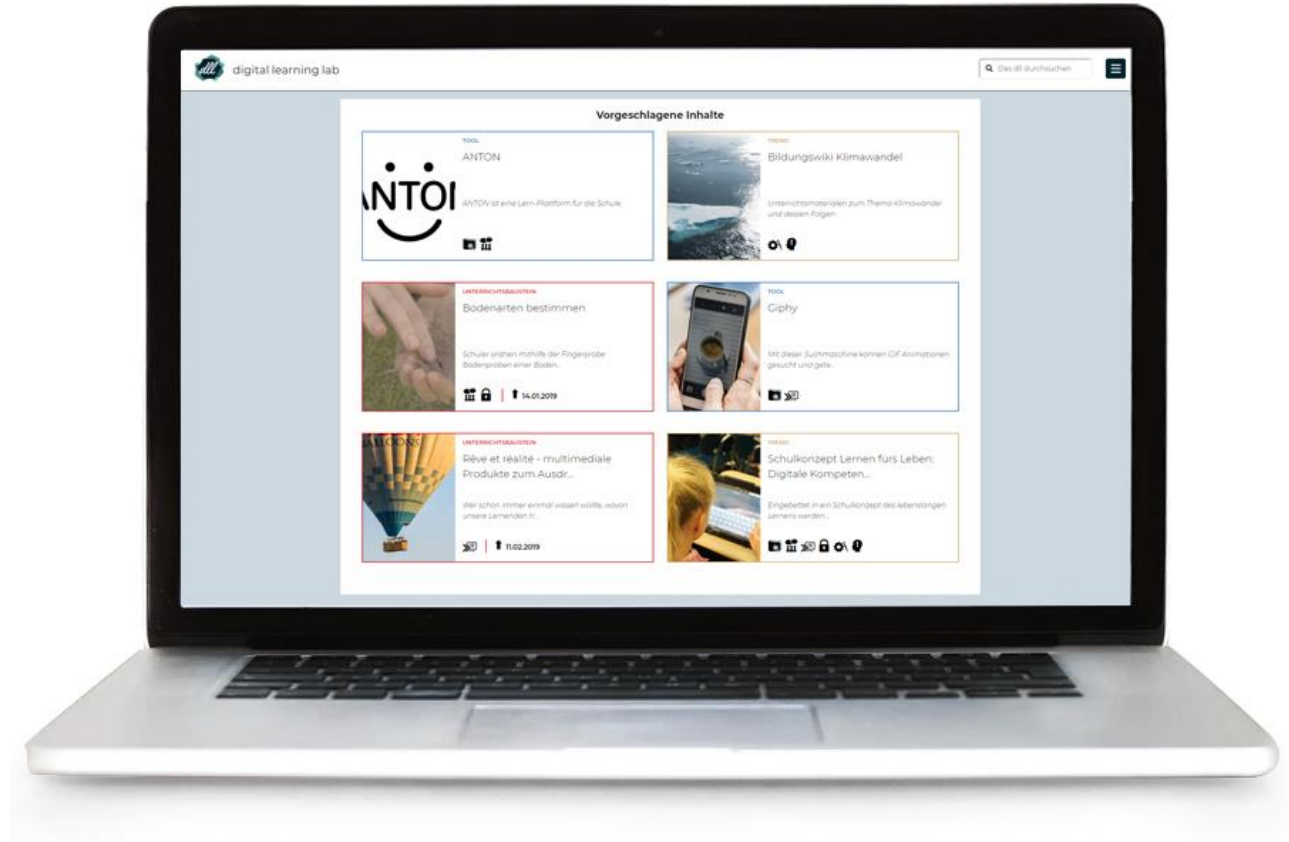 dll
digital learning lab
Das dll durchsuchen
Vorgeschlagene Inhalte
TOOL
ANTON
ANTON
ANTON ist eine Lern-Plattform für die Schule.
TREND
Bildungswiki Klimawandel
Unterrichtsmaterialen zum Thema Klimawandel
und dessen Folgen.
UNTERRICHTSBAUSTEIN
Bodenarten bestimmen
Schüler ordnen mithilfe der Fingerprobe
Bodenproben einer Boden...
14.01.2019
TOOL
Giphy
Mit dieser Suchmaschine können GIF Animationen
gesucht und gete...
BALLOONS
UNTERRICHTSBAUSTEIN
Rêve et réalité - multimediale
Produkte zum Ausdr...
Wer schon immer einmal wissen wollte, wovon
unsere Lernenden tr...
11.02.2019
TREND
Schulkonzept Lernen fürs Leben:
Digitale Kompeten...
Eingebettet in ein Schulkonzept des lebenslangen
Lernens werden...